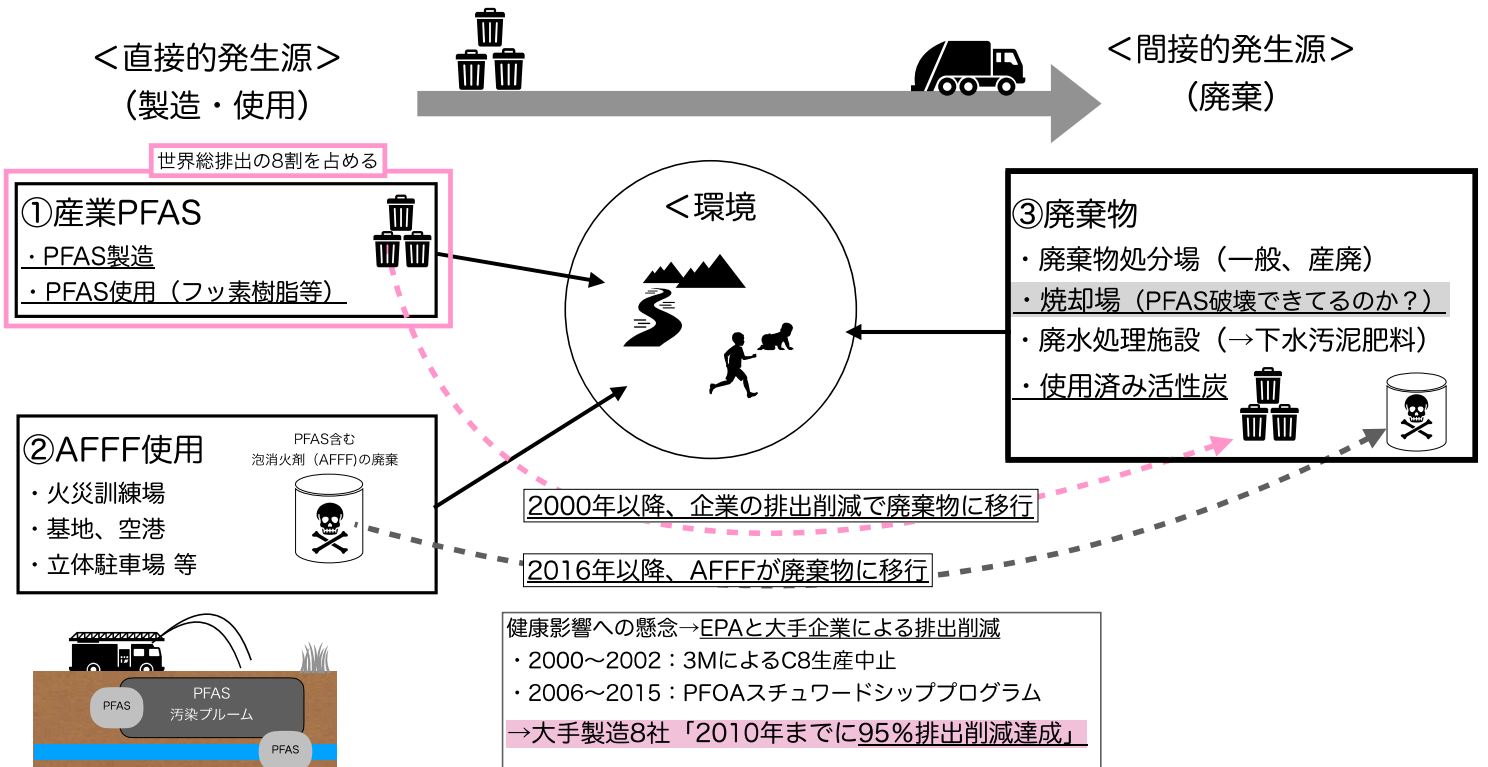 ＜直接的発生源＞
（製造・使用）
＜間接的発生源＞
（廃棄）
世界総排出の8割を占める
①産業PFAS
・PFAS製造
・PFAS使用（フッ素樹脂等）
＜環境
③廃棄物
・廃棄物処分場（一般、産廃）
・焼却場（PFAS破壊できてるのか？）
・廃水処理施設（→下水汚泥肥料）
・使用済み活性炭
②AFFF使用
・火災訓練場
・基地、空港
・立体駐車場 等
PFAS含む
泡消火剤（AFFF)の廃棄
2000年以降、企業の排出削減で廃棄物に移行
2016年以降、AFFFが廃棄物に移行
PFAS
汚染プルーム
PFAS
PFAS
健康影響への懸念→EPAと大手企業による排出削減
・2000〜2002：3MによるC8生産中止
・2006〜2015：PFOAスチュワードシッププログラム
→大手製造8社「2010年までに95%排出削減達成」